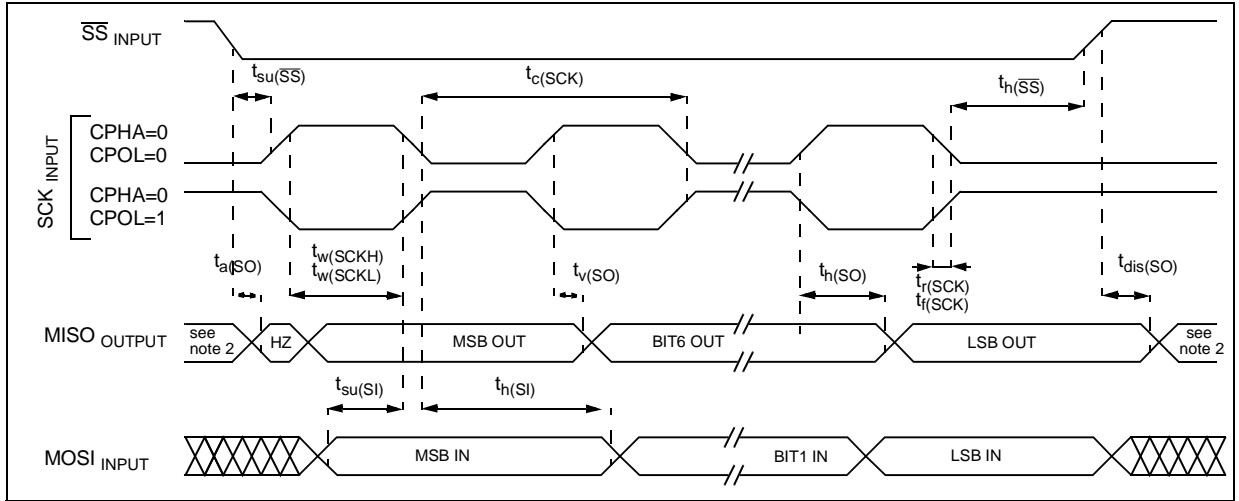 SS INPUT
tsu(SS)
tc(SCK)
th(SS)
SCK INPUT
CPHA=0
CPOL=0
CPHA=0
CPOL=1
ta(SO)
tw(SCKH)
tw(SCKL)
tv(SO)
th(SO)
tr(SCK)
tf(SCK)
tdis(SO)
MISO OUTPUT
see
note 2
HZ
MSB OUT
BIT6 OUT
LSB OUT
see
note 2
tsu(SI)
th(SI)
MOSI INPUT
MSB IN
BIT1 IN
LSB IN